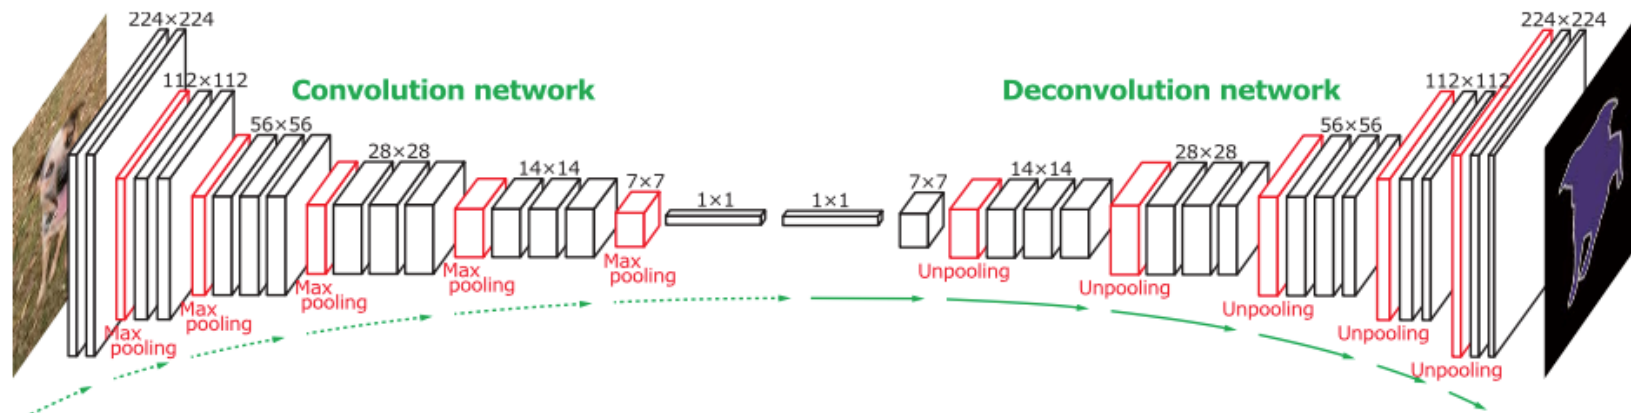 224×224
224×224
112×112
112×112
Convolution network
Deconvolution network
56×56
56×56
28×28
28×28
14×14
14×14
7×7
7×7
1×1
1×1
Max
pooling
Max
pooling
Max
pooling
Max
pooling
Max
pooling
Unpooling
Unpooling
Unpooling
Unpooling
Unpooling